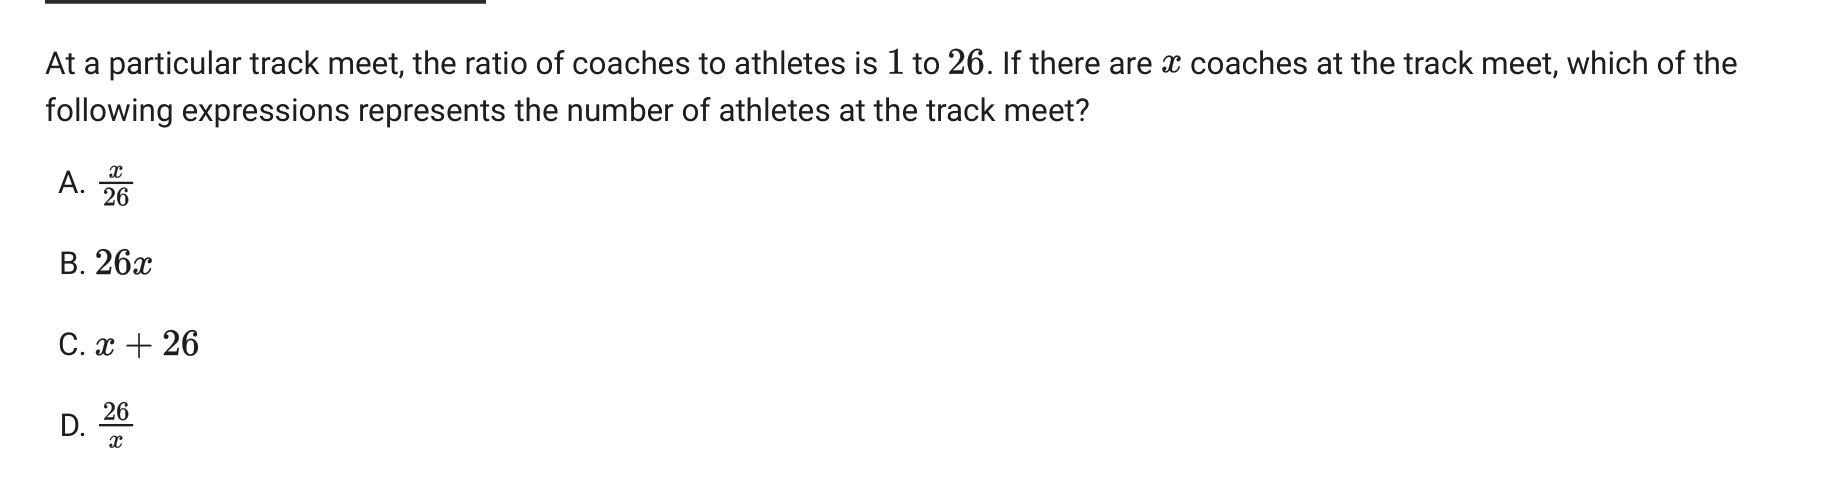 At a particular track meet, the ratio of coaches to athletes is 1 to 26. If there are x coaches at the track meet, which of the
following expressions represents the number of athletes at the track meet?
A. x/26
B. 26x
C. x + 26
D. 26/x